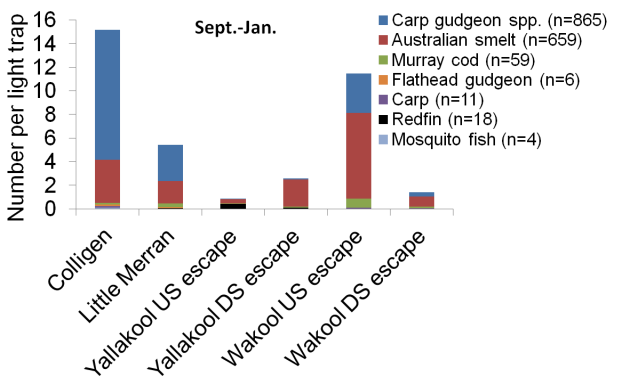 Sept.-Jan.
Number per light trap
16
14
12
10
8
6
4
2
0
Carp gudgeon spp. (n=865)
Australian smelt (n=659)
Murray cod (n=59)
Flathead gudgeon (n=6)
Carp (n=11)
Redfin (n=18)
Mosquito fish (n=4)
Colligen
Little Merran
Yallakool US escape
Yallakool DS escape
Wakool US escape
Wakool DS escape